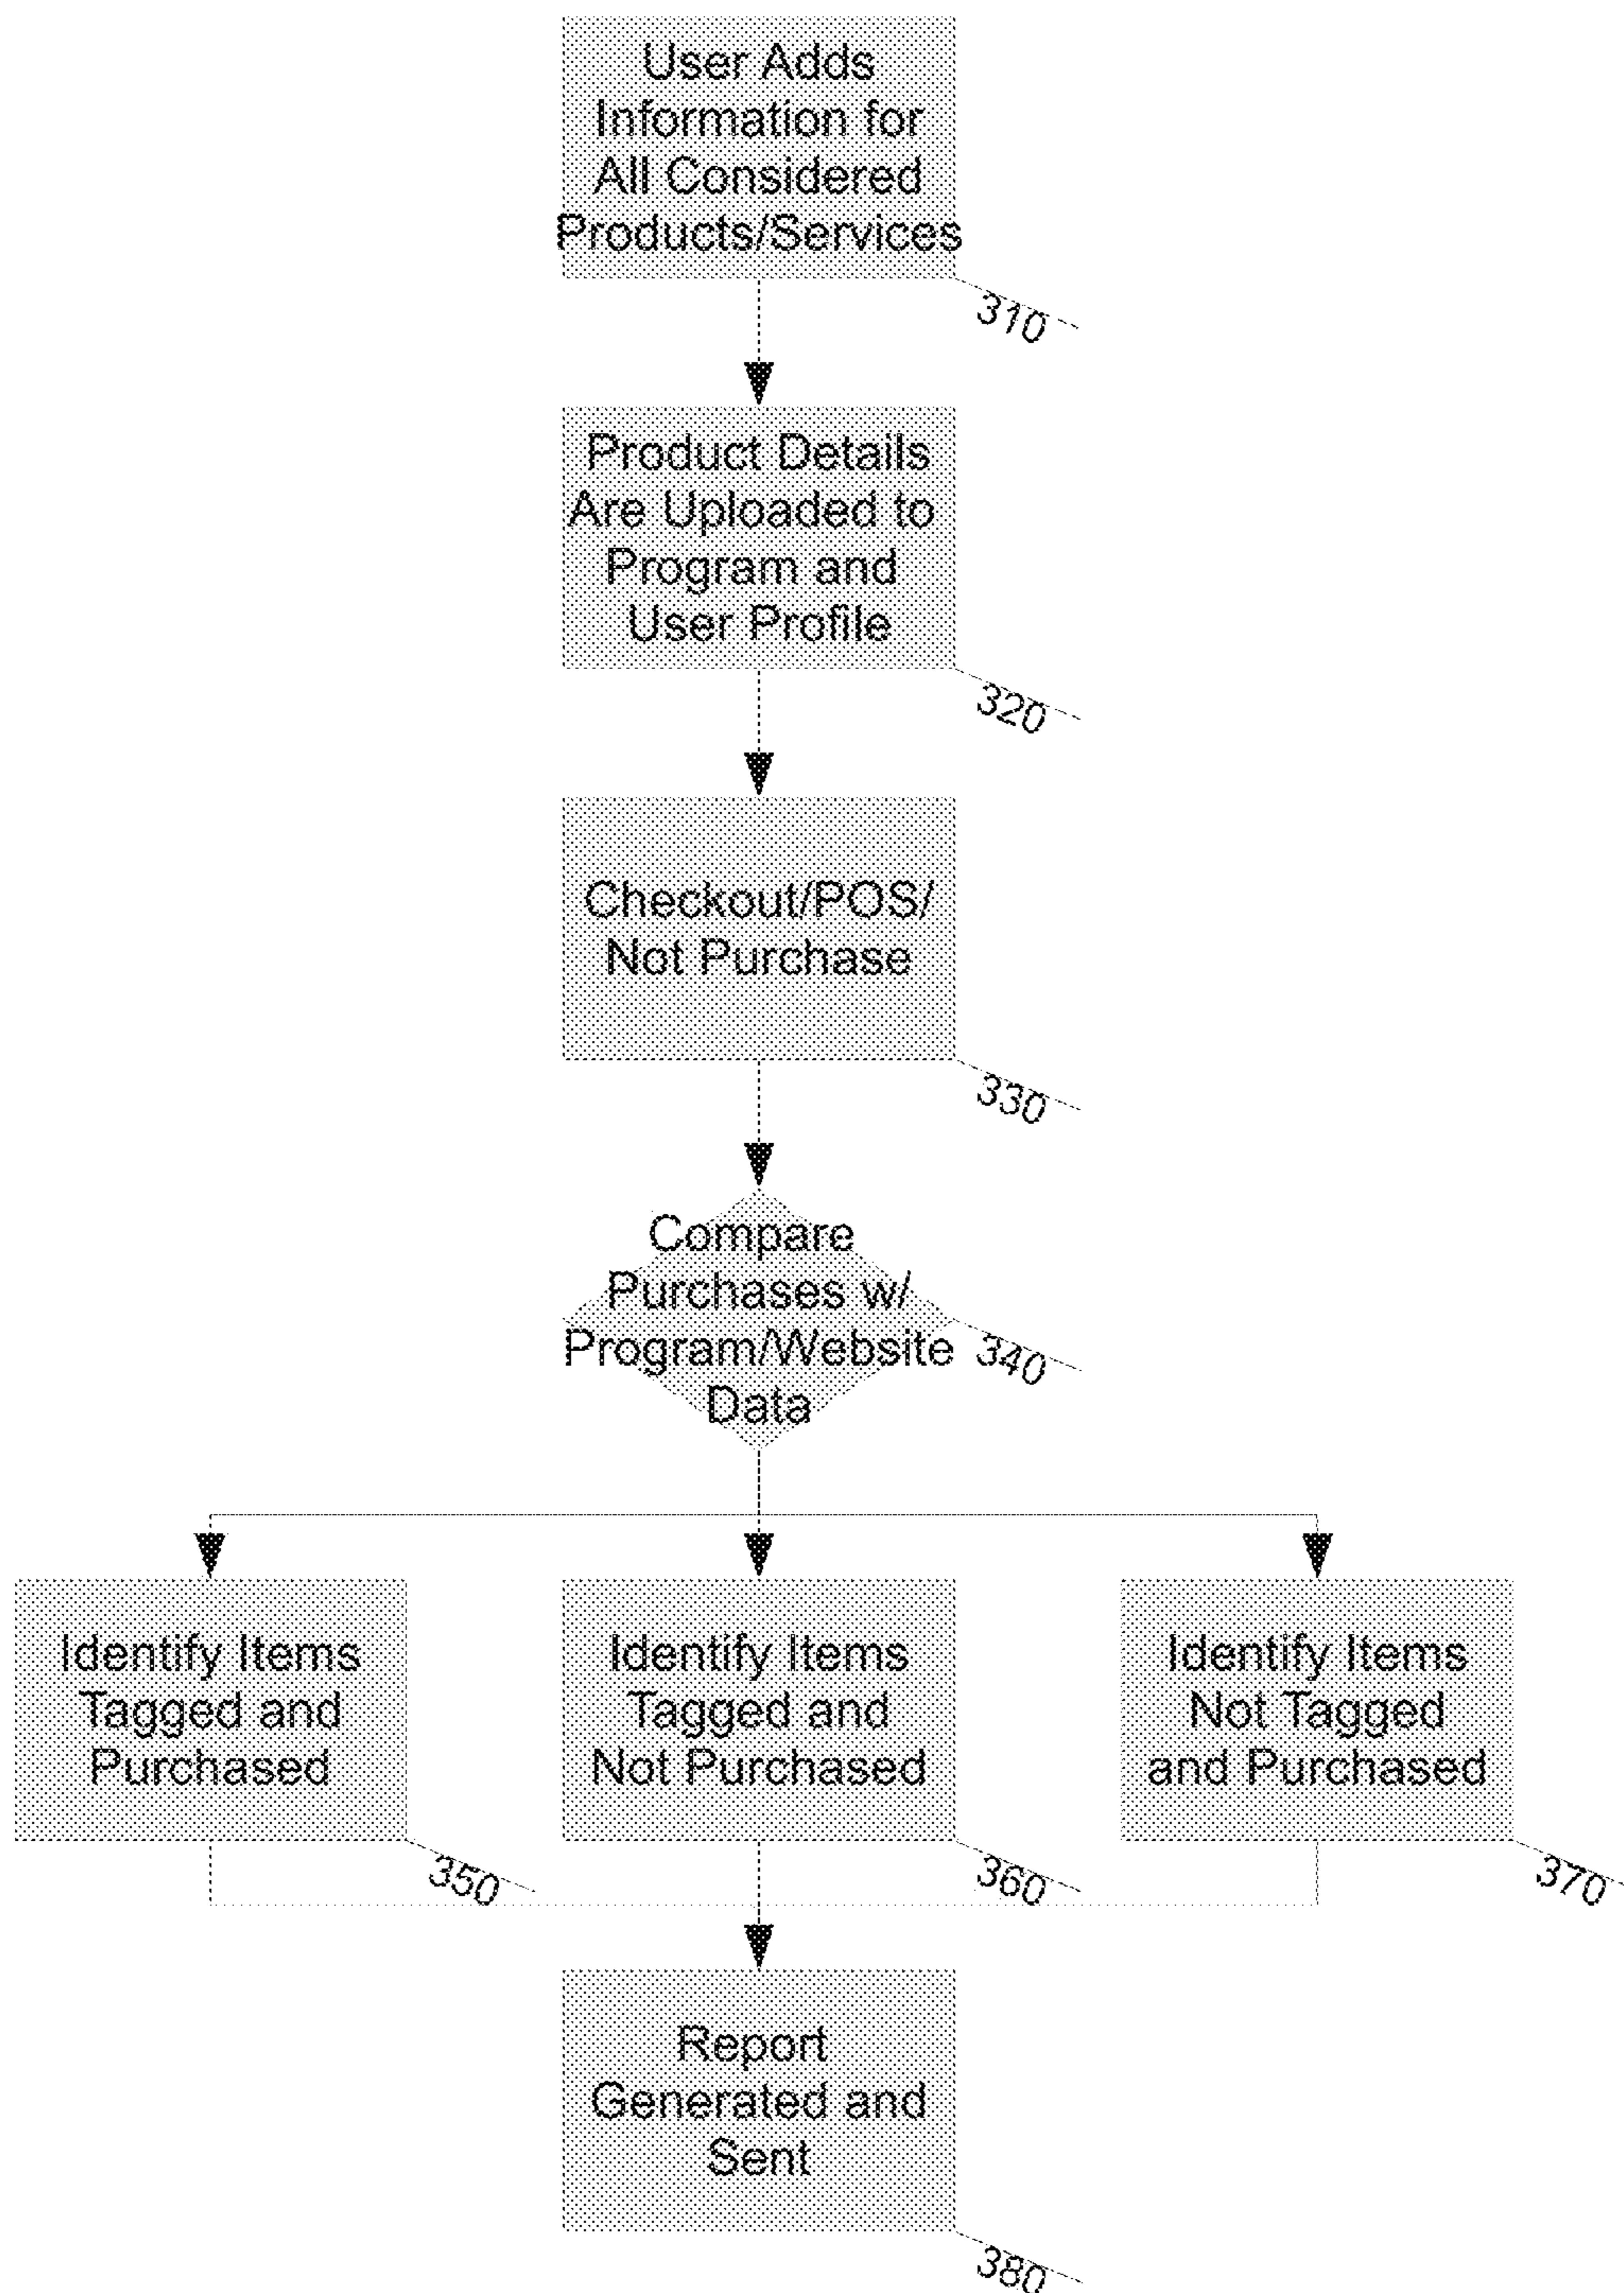 User Adds
Information for
All Considered
Products/Services
310
Product Details
Are Uploaded to
Program and
User Profile
320
Checkout/POS/
Not Purchase
330
Compare
Purchases w/
Program/Website
Data
340
Identify Items
Tagged and
Purchased
350
Identify Items
Tagged and
Not Purchased
360
Identify Items
Not Tagged
and Purchased
370
Report
Generated and
Sent
380